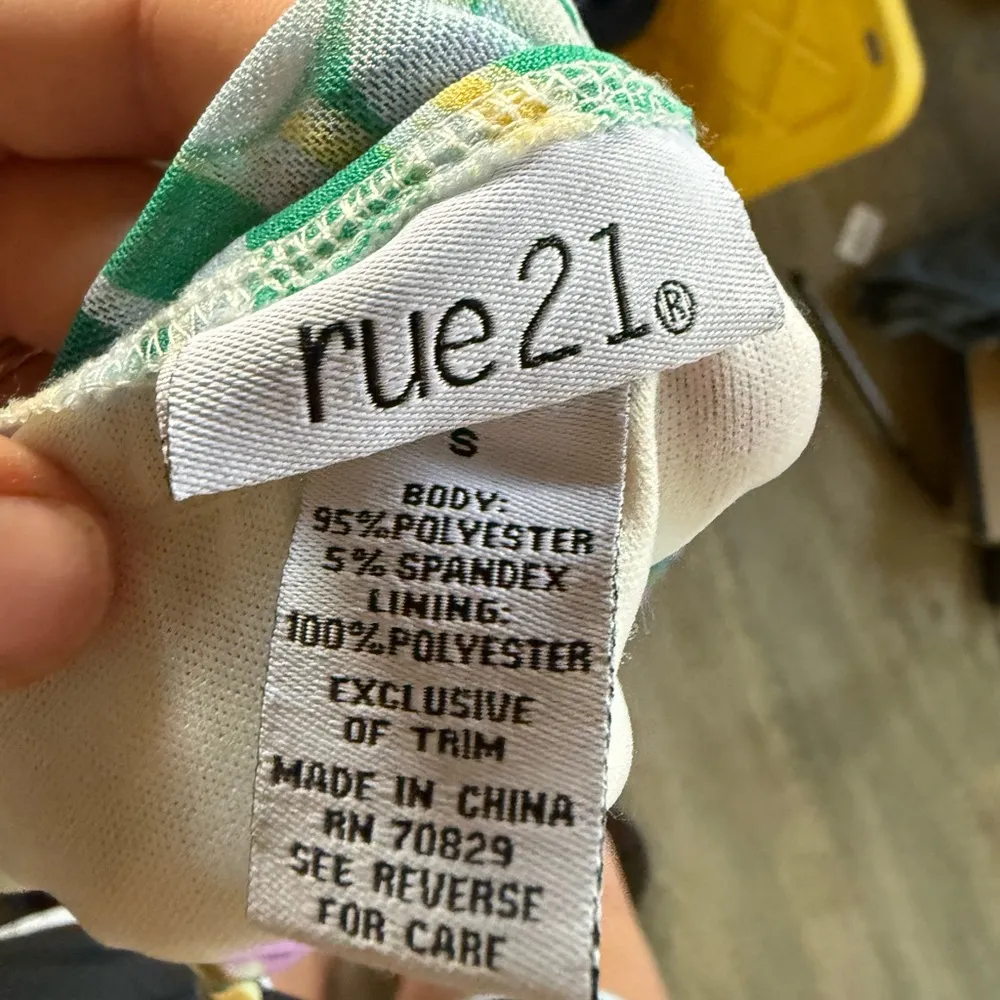 rue21®
S
BODY:
95%POLYESTER
5% SPANDEX
LINING:
100%POLYESTER
EXCLUSIVE
OF TRIM
MADE IN CHINA
RN 70829
SEE REVERSE
FOR CARE